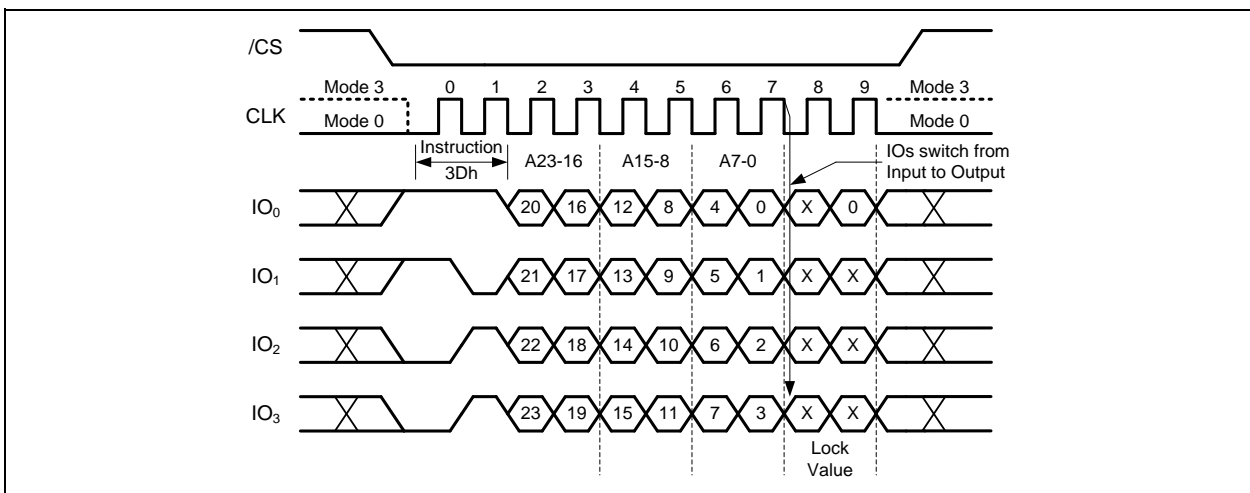 /CS
Mode 3 0 1 2 3 4 5 6 7 8 9 Mode 3
CLK
Mode 0 Mode 0
Instruction A23-16 A15-8 A7-0 IOs switch from
3Dh Input to Output
IO0 20 16 12 8 4 0 X 0
IO1 21 17 13 9 5 1 X X
IO2 22 18 14 10 6 2 X X
IO3 23 19 15 11 7 3 X X
Lock
Value